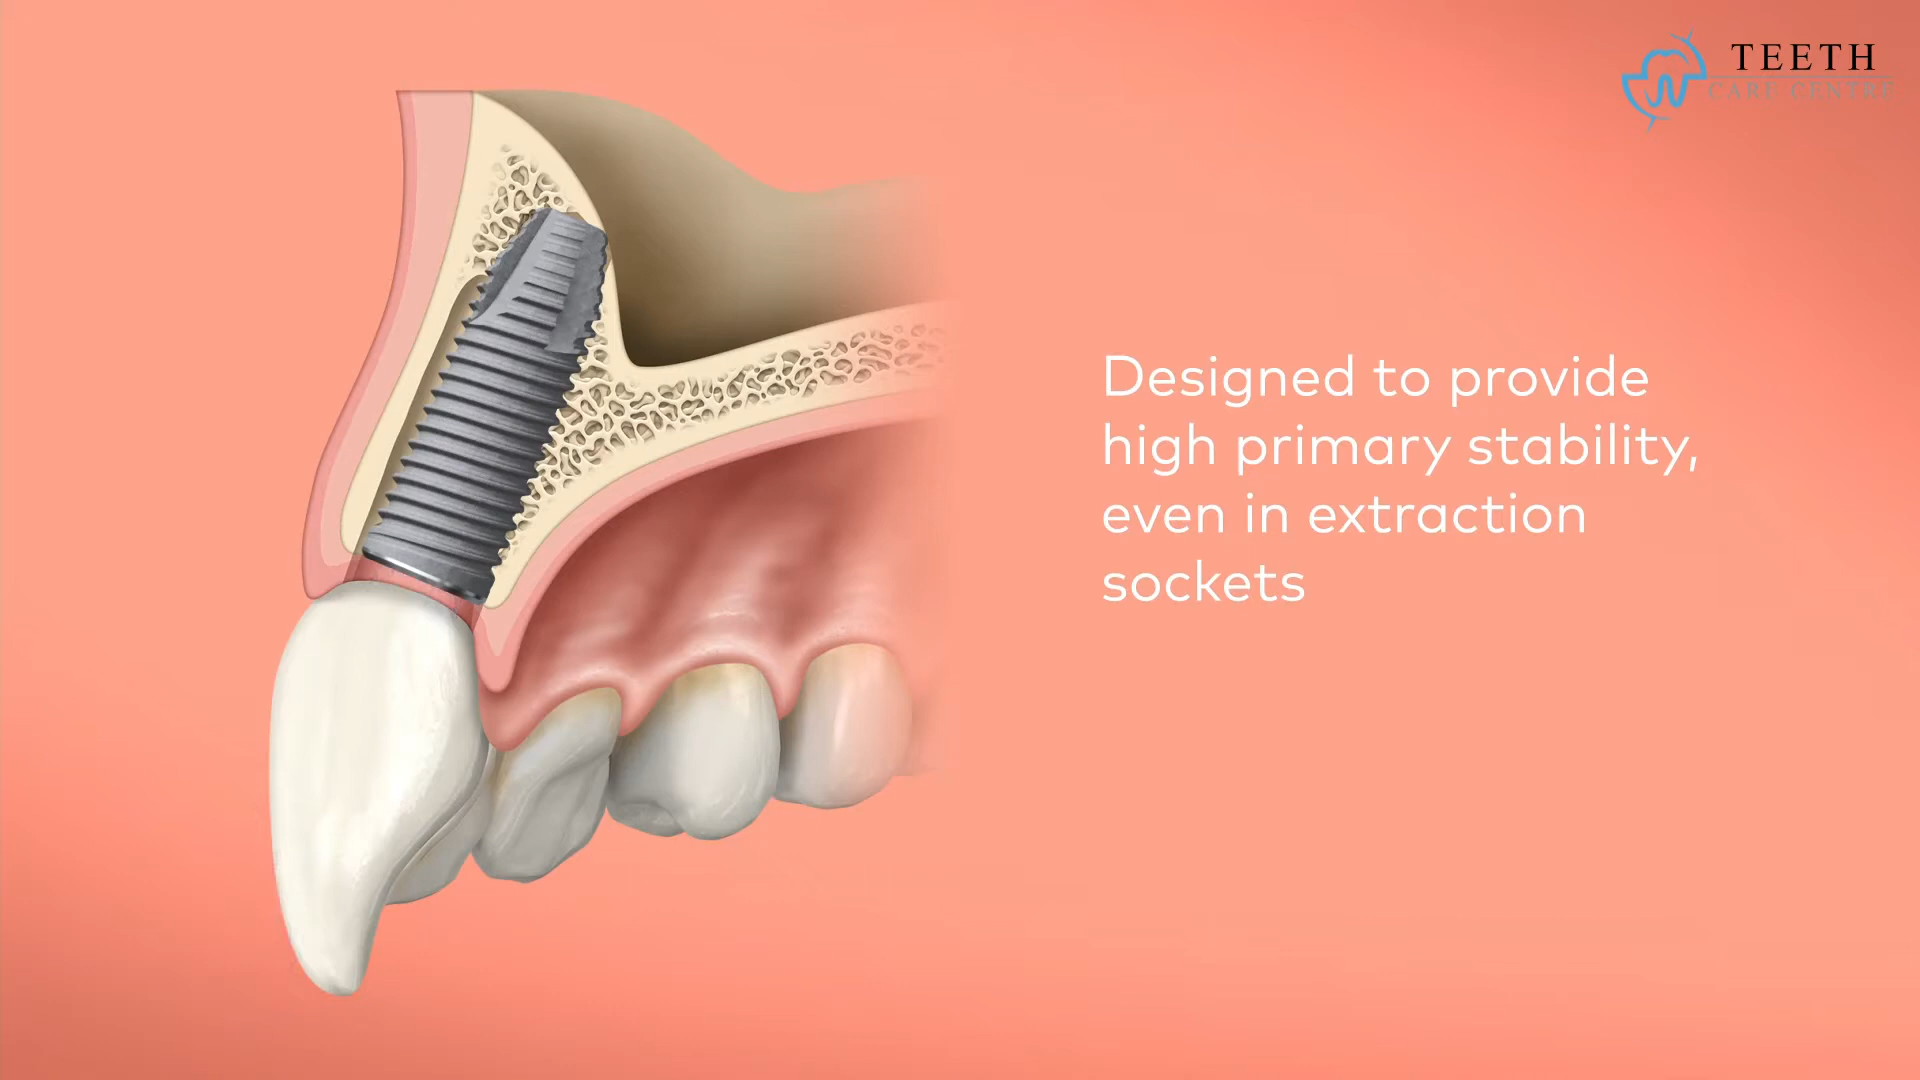 TEETH
CARE CENTRE
Designed to provide
high primary stability,
even in extraction
sockets